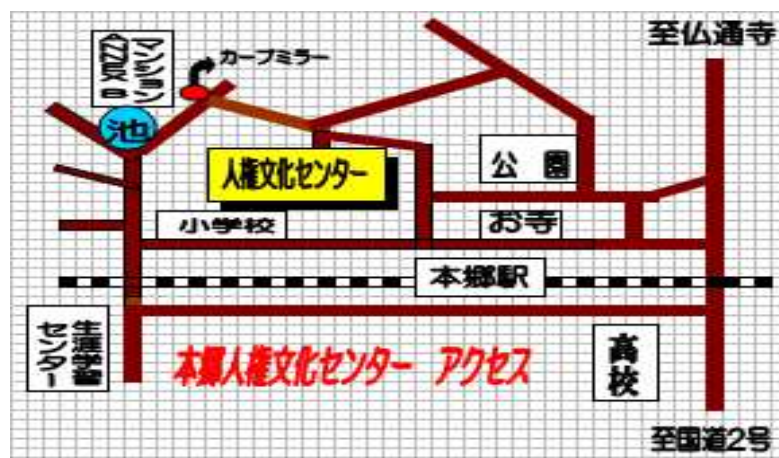 至仏通寺
カーブミラー
マンション
池
人権文化センター
公園
小学校
お寺
本郷駅
生涯学習
センター
本郷人権文化センター アクセス
高校
至国道2号